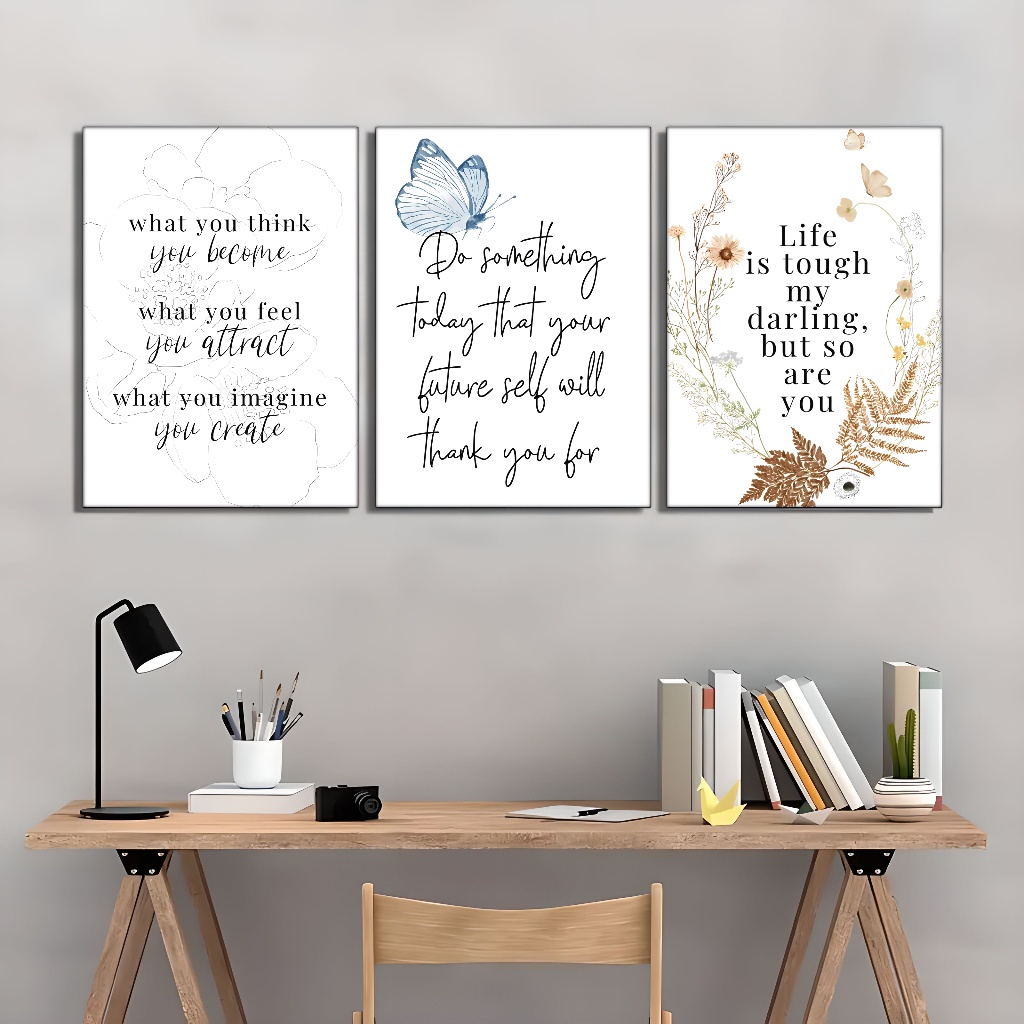 what you think
you become
what you feel
you attract
what you imagine
you create
Do something
today that your
future self will
thank you for
Life
is tough
my
darling,
but so
are
you